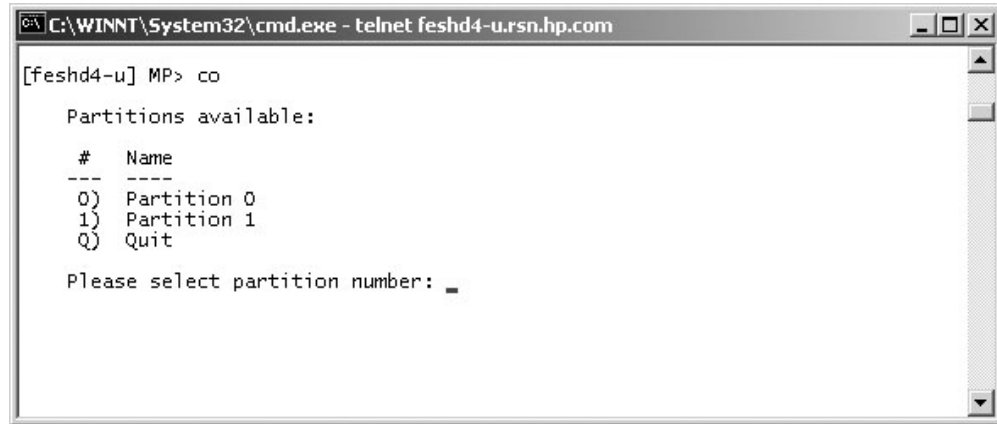 C:\WINNT\System32\cmd.exe - telnet feshd4-u.rsn.hp.com
[feshd4-u] MP> co
Partitions available:
# Name
--- ----
0) Partition 0
1) Partition 1
Q) Quit
Please select partition number: _